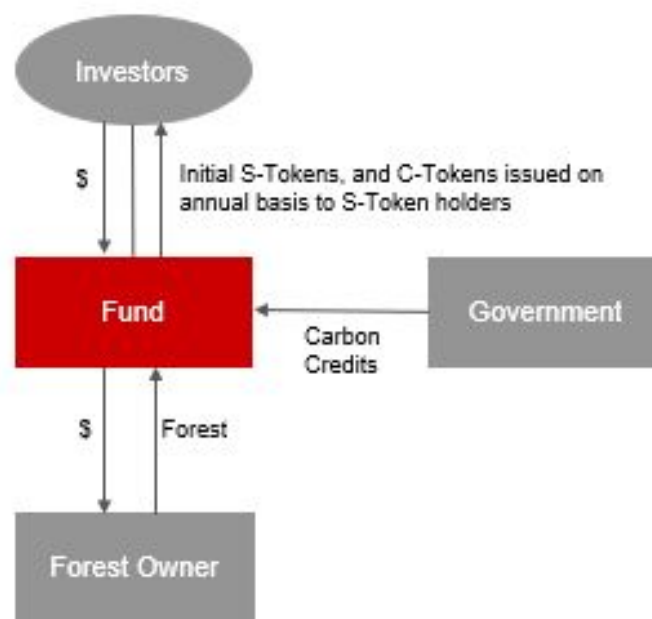 Investors
$
Initial S-Tokens, and C-Tokens issued on
annual basis to S-Token holders
Fund
Government
Carbon
Credits
$
Forest
Forest Owner